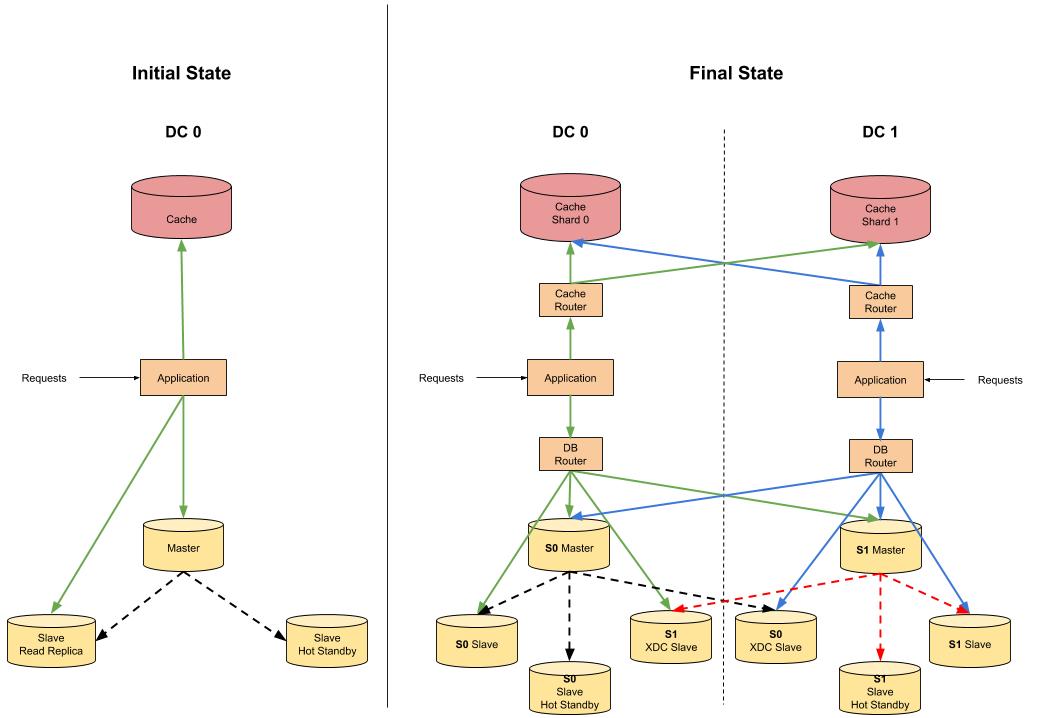 Initial State
Final State
DC 0
DC 0
DC 1
Cache
Cache
Shard 0
Cache
Shard 1
Cache
Router
Cache
Router
Requests
Application
Requests
Application
Application
Requests
DB
Router
DB
Router
Master
S0 Master
S1 Master
Slave
Read Replica
Slave
Hot Standby
S0 Slave
S1
XDC Slave
S0
XDC Slave
S1 Slave
S0
Slave
Hot Standby
S1
Slave
Hot Standby